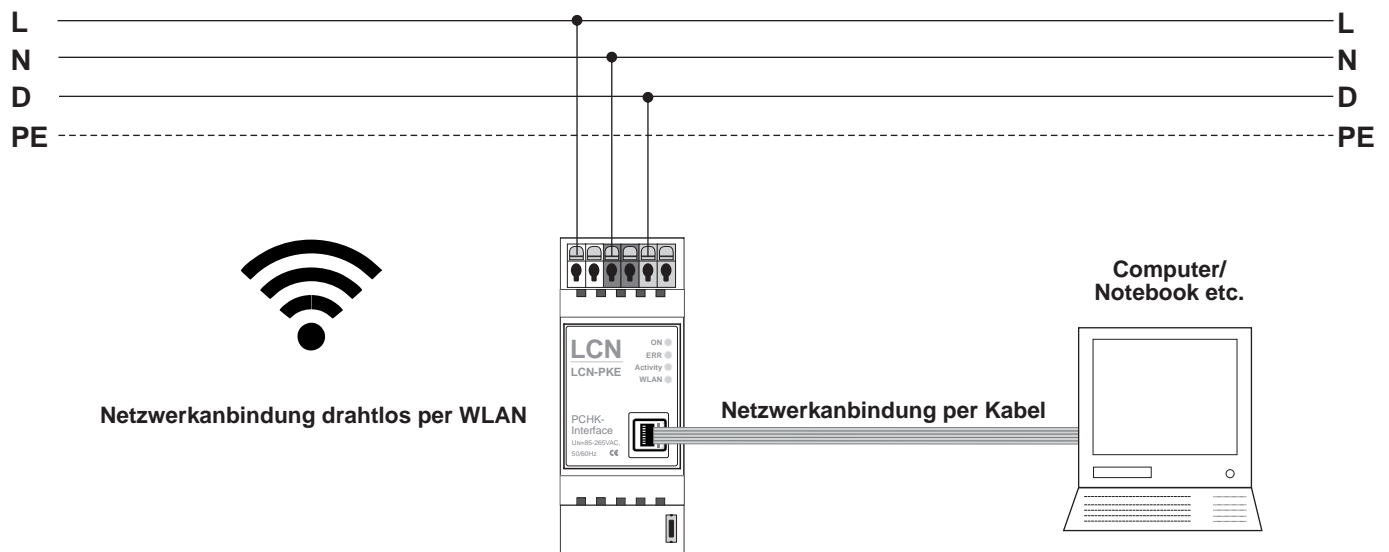 L L
N N
D D
PE PE
Computer/
Notebook etc.
LCN
LCN-PKE
ON
ERR
Activity
WLAN
Netzwerkanbindung drahtlos per WLAN
Netzwerkanbindung per Kabel
PCHK-
Interface
UN=85-265VAC,
50/60Hz CE